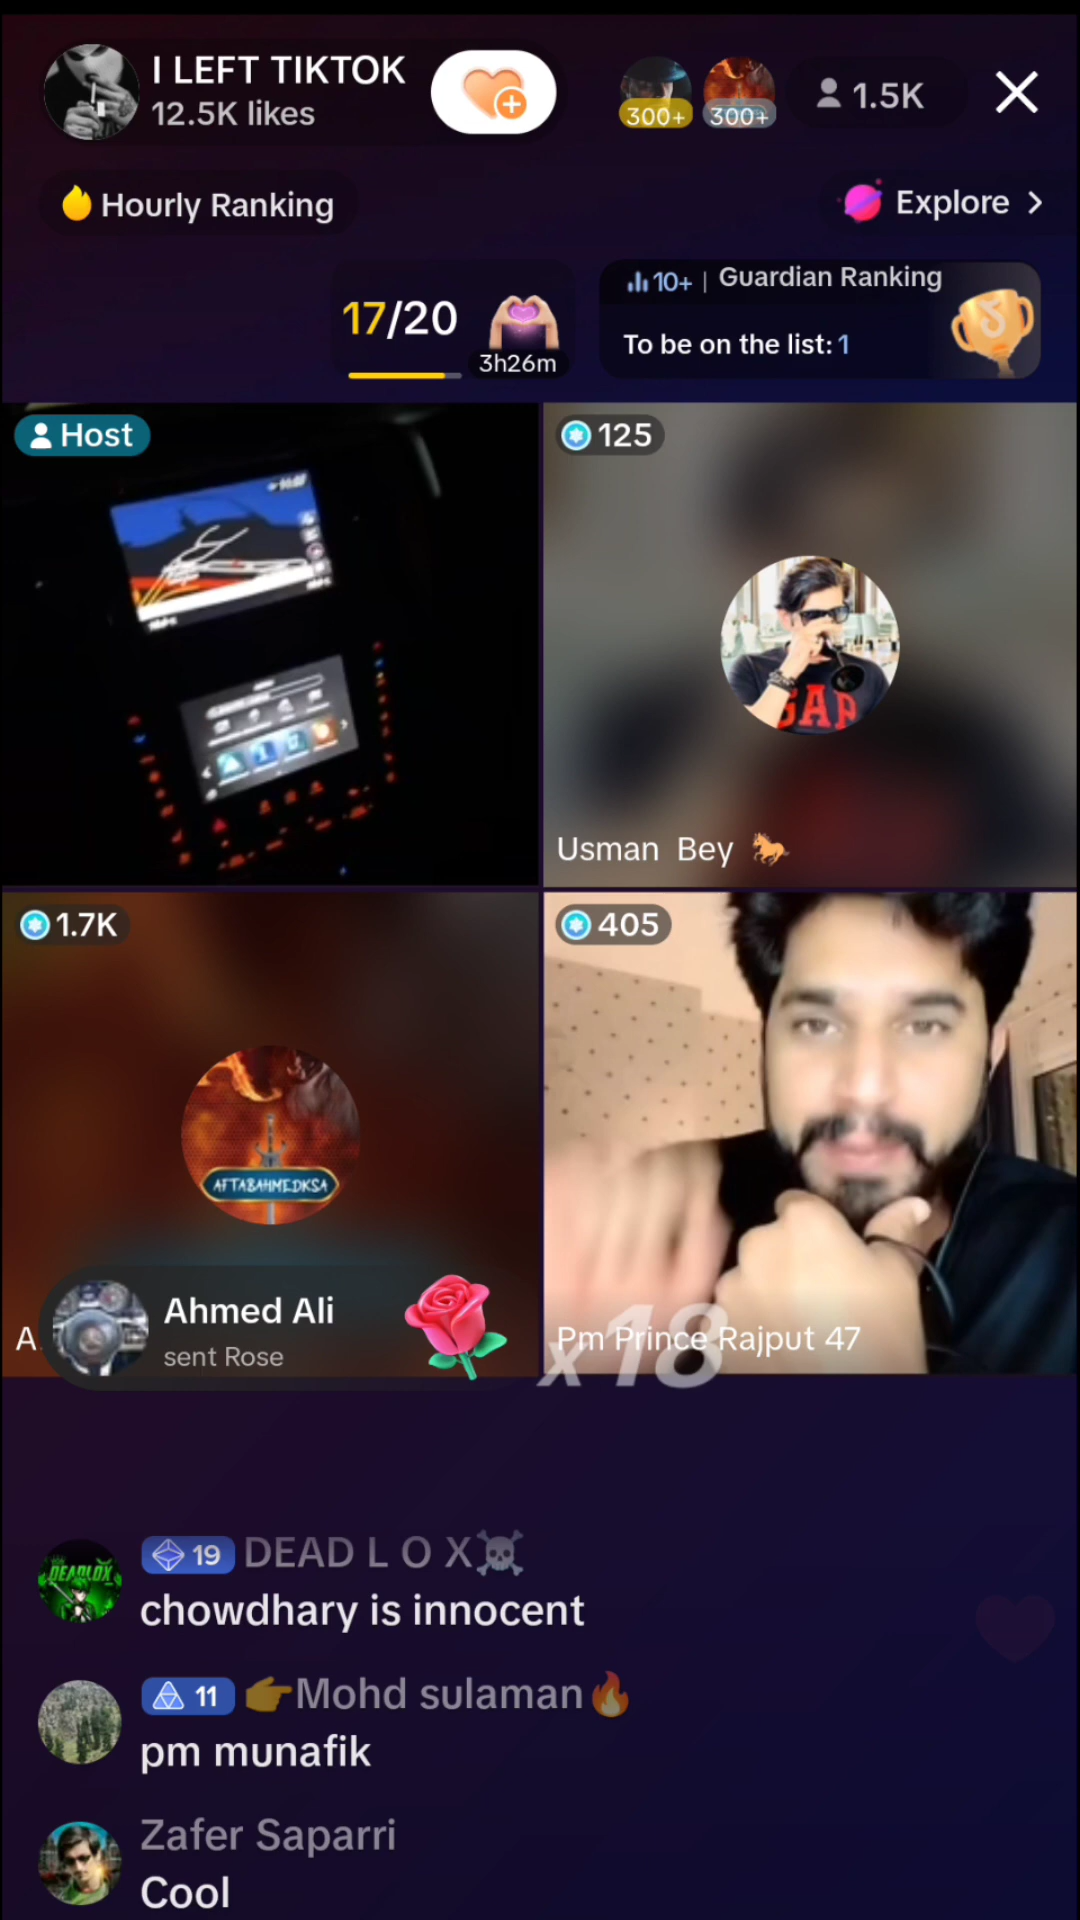 I LEFT TIKTOK
12.5K likes
300+
300+
1.5K
Hourly Ranking
Explore
17/20
3h26m
10+ | Guardian Ranking
To be on the list: 1
Host
125
GAP
Usman Bey
1.7K
405
AFTABAHMEDKSA
A
Ahmed Ali
sent Rose
Pm Prince Rajput 47
x18
DEADLOX
19 DEAD L O X
chowdhary is innocent
11 Mohd sulaman
pm munafik
Zafer Saparri
Cool